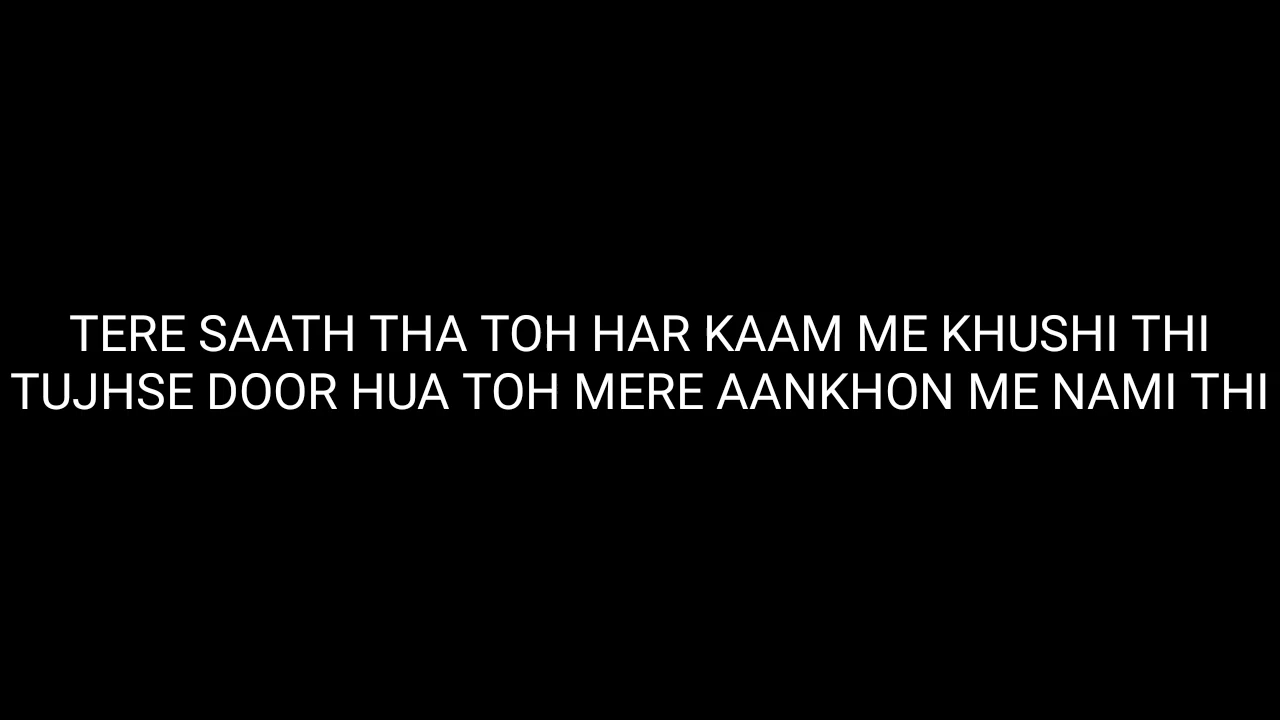 TERE SAATH THA TOH HAR KAAM ME KHUSHI THI
TUJHSE DOOR HUA TOH MERE AANKHON ME NAMI THI